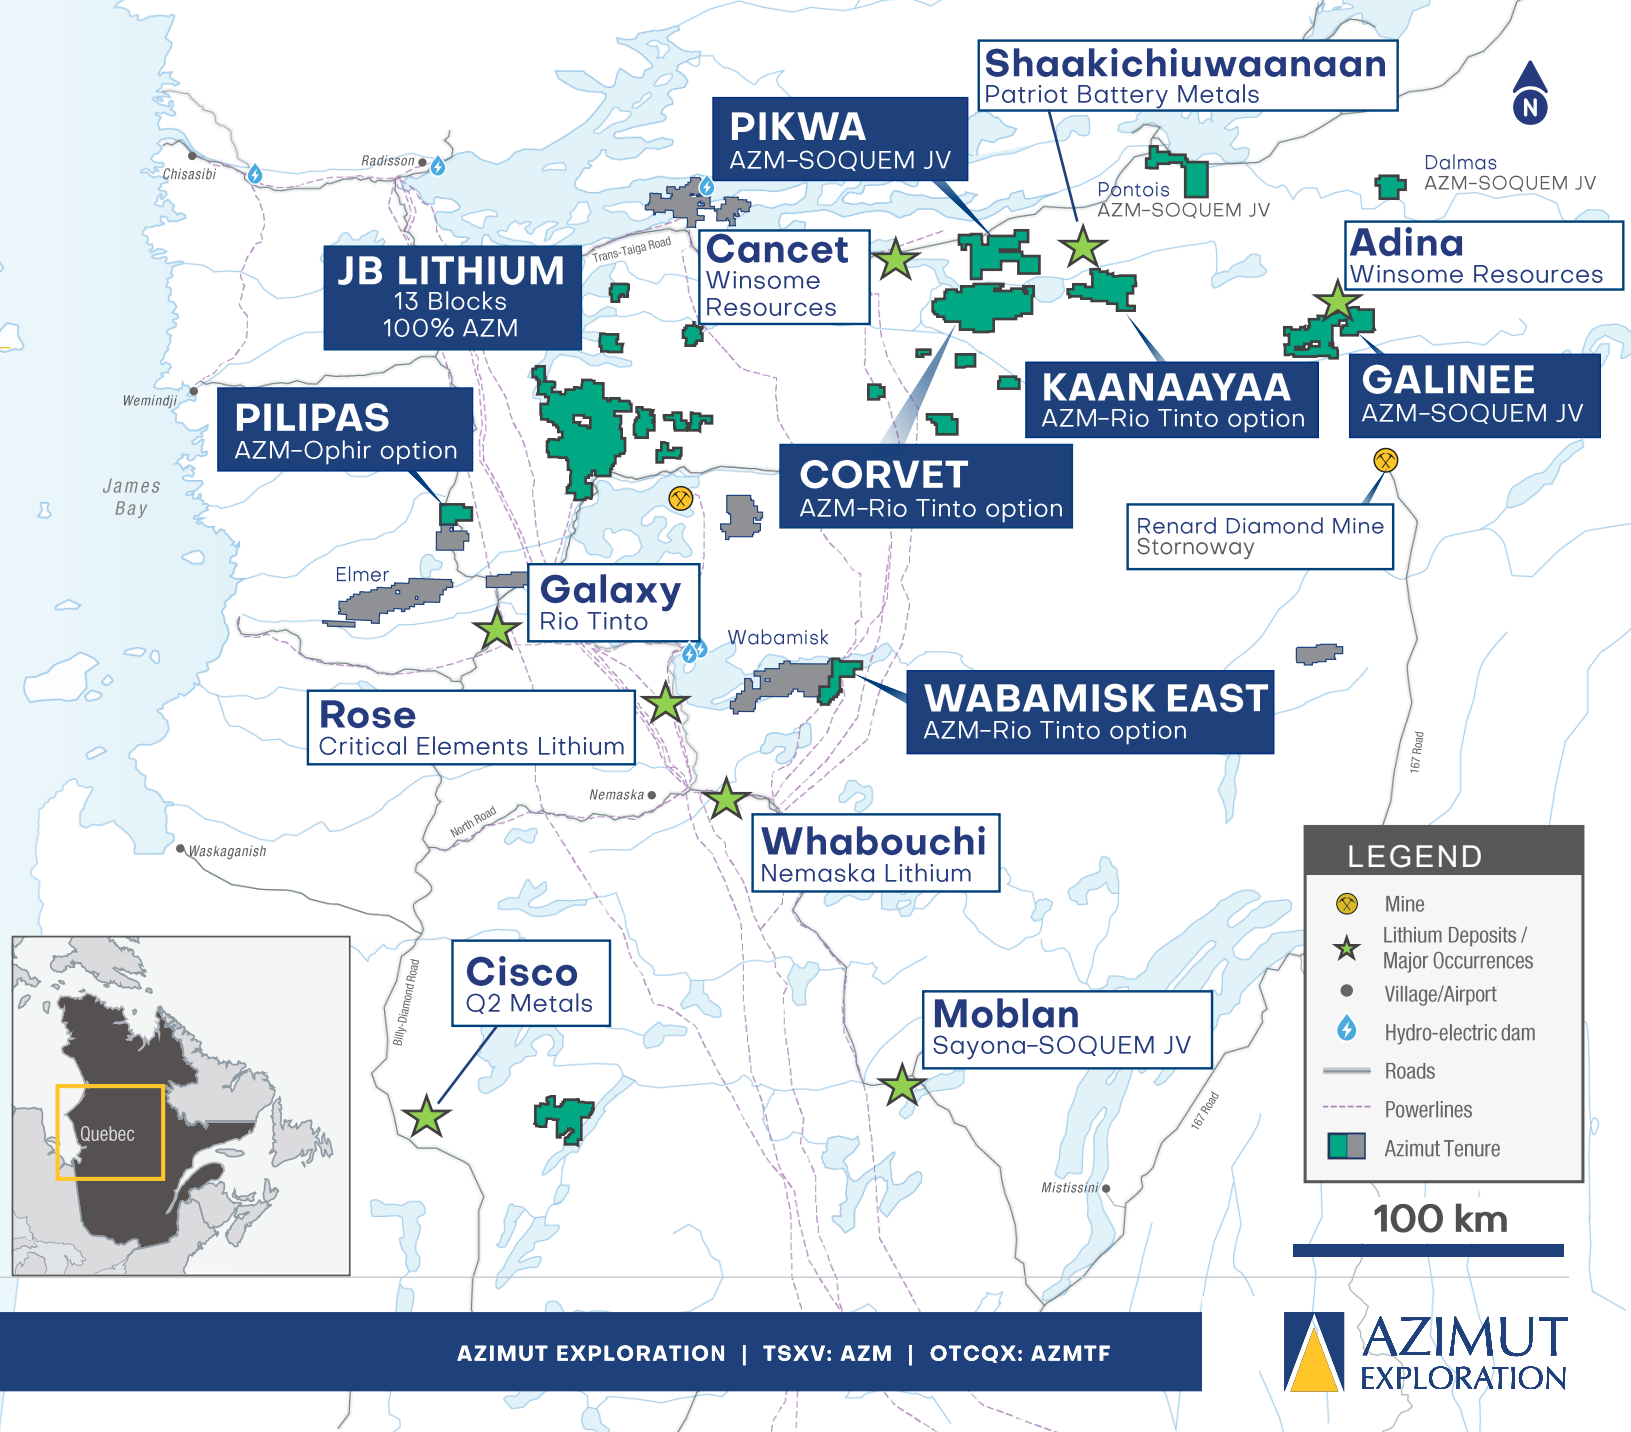 Shaakichiuwaanaan
Patriot Battery Metals
N
PIKWA
AZM-SOQUEM JV
Chisasibi
Radisson
Pontois
AZM-SOQUEM JV
Dalmas
AZM-SOQUEM JV
Trans-Taiga Road
Cancet
Winsome
Resources
Adina
Winsome Resources
JB LITHIUM
13 Blocks
100% AZM
KAANAAYAA
AZM-Rio Tinto option
GALINEE
AZM-SOQUEM JV
Wemindji
PILIPAS
AZM-Ophir option
CORVET
AZM-Rio Tinto option
James
Bay
Renard Diamond Mine
Stornoway
Elmer
Galaxy
Rio Tinto
Wabamisk
WABAMISK EAST
AZM-Rio Tinto option
Rose
Critical Elements Lithium
167 Road
Nemaska
North Road
Whabouchi
Nemaska Lithium
Waskaganish
Billy-Diamond Road
Cisco
Q2 Metals
Moblan
Sayona-SOQUEM JV
167 Road
Mistissini
Quebec
LEGEND
Mine
Lithium Deposits /
Major Occurrences
Village/Airport
Hydro-electric dam
Roads
Powerlines
Azimut Tenure
100 km
AZIMUT EXPLORATION | TSXV: AZM | OTCQX: AZMTF
AZIMUT
EXPLORATION